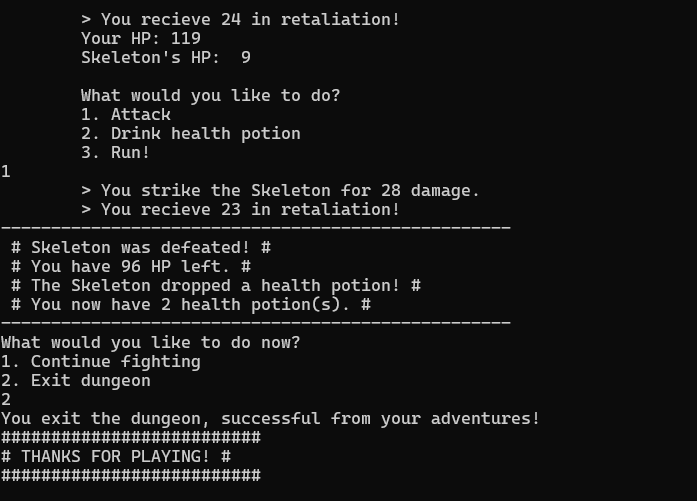 > You recieve 24 in retaliation!
Your HP: 119
Skeleton's HP:  9
What would you like to do?
1. Attack
2. Drink health potion
3. Run!
1
> You strike the Skeleton for 28 damage.
> You recieve 23 in retaliation!
---------------------------------------------------
# Skeleton was defeated! #
# You have 96 HP left. #
# The Skeleton dropped a health potion! #
# You now have 2 health potion(s). #
---------------------------------------------------
What would you like to do now?
1. Continue fighting
2. Exit dungeon
2
You exit the dungeon, successful from your adventures!
##########################
# THANKS FOR PLAYING! #
##########################